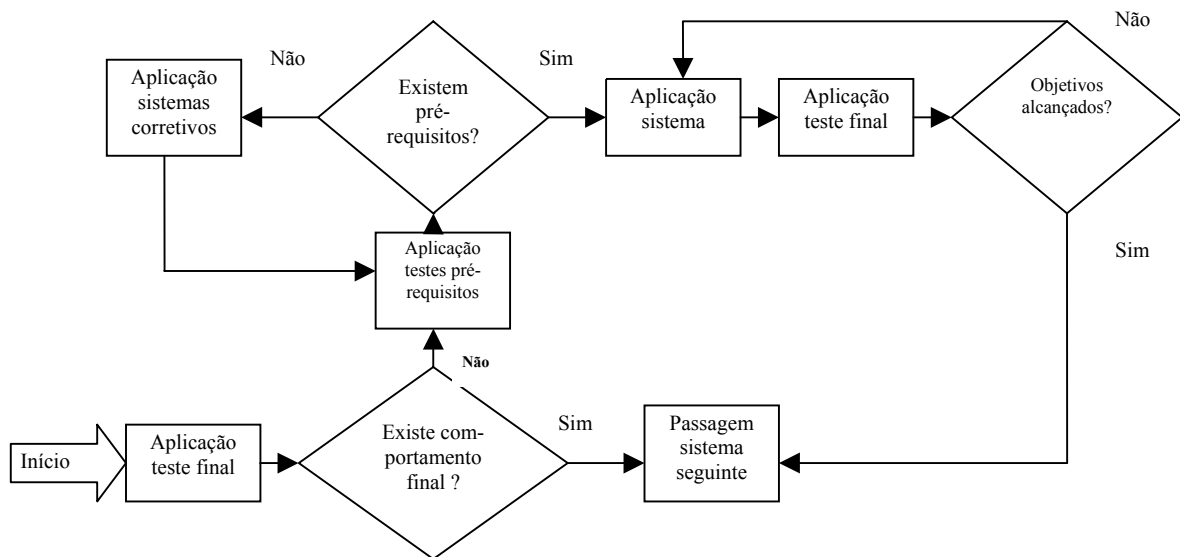 Não
Não
Sim
Aplicação
sistemas
corretivos
Existem
pré-
requisitos?
Aplicação
sistema
Aplicação
teste final
Objetivos
alcançados?
Aplicação
testes pré-
requisitos
Sim
Não
Início
Aplicação
teste final
Existe com-
portamento
final ?
Sim
Passagem
sistema
seguinte